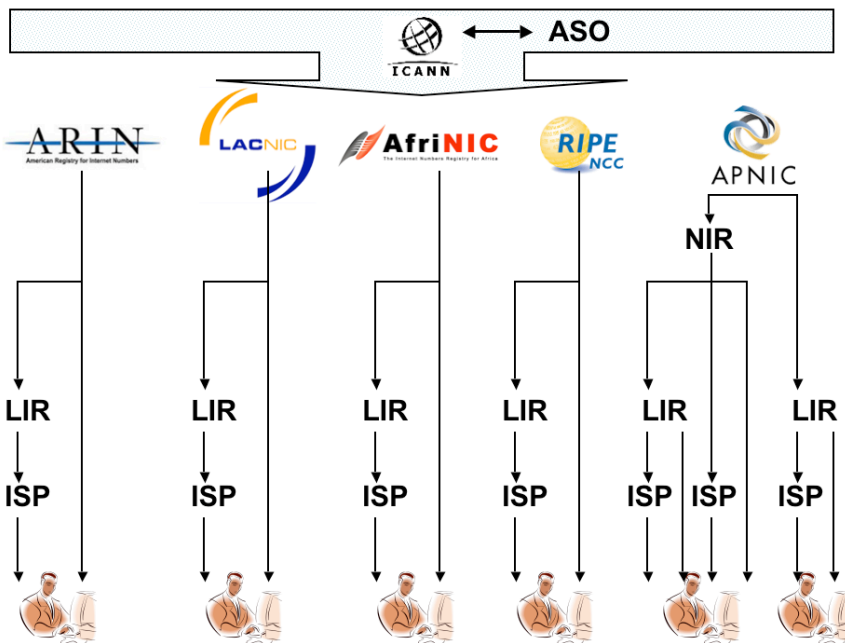 ASO
ICANN
ARIN
American Registry for Internet Numbers
LACNIC
AfriNIC
The Internet Numbers Registry for Africa
RIPE
NCC
APNIC
NIR
LIR
LIR
LIR
LIR
LIR
LIR
ISP
ISP
ISP
ISP
ISP
ISP
ISP